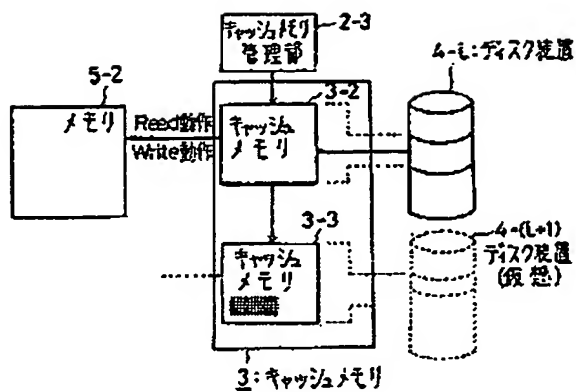 キャッシュメモリ
管理部
2-3
4-i:ディスク装置
5-2
メモリ
Reed動作
Write動作
3-2
キャッシュ
メモリ
3-3
キャッシュ
メモリ
4-(i+1)
ディスク装置
(仮想)
3:キャッシュメモリ